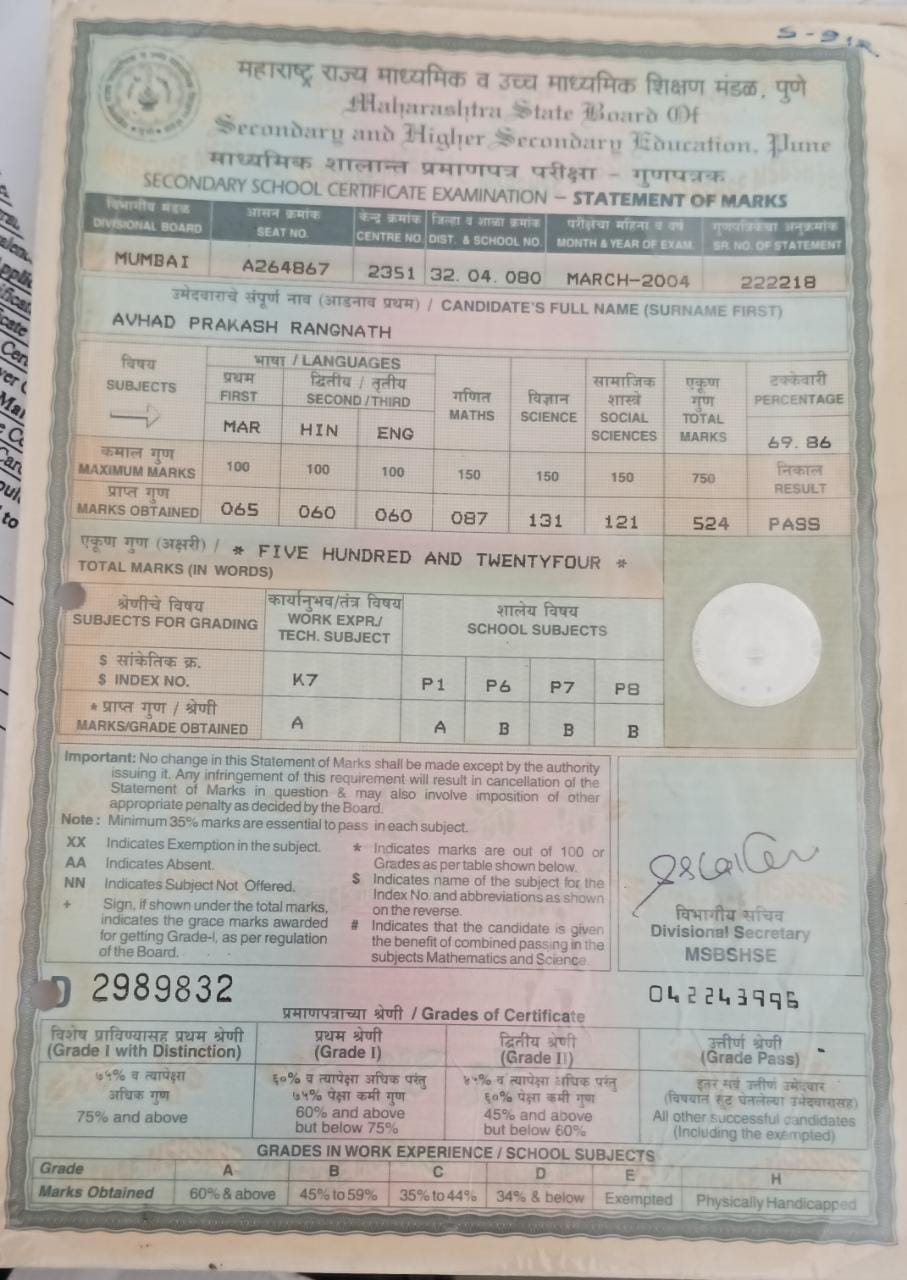 S-91R.
महाराष्ट्र राज्य माध्यमिक व उच्च माध्यमिक शिक्षण मंडळ, पुणे
Maharashtra State Board Of
Secondary and Higher Secondary Education, Pune
माध्यमिक शालान्त प्रमाणपत्र परीक्षा - गुणपत्रक
SECONDARY SCHOOL CERTIFICATE EXAMINATION – STATEMENT OF MARKS
विभागीय मंडळ आसन क्रमांक केन्द्र क्रमांक जिल्हा व शाळा क्रमांक परीक्षेचा महिना व वर्ष गुणपत्रिकेचा अनुक्रमांक
DIVISIONAL BOARD SEAT NO. CENTRE NO. DIST. & SCHOOL NO. MONTH & YEAR OF EXAM. SR. NO. OF STATEMENT
MUMBAI A264867 2351 32. 04. 080 MARCH-2004 222218
उमेदवाराचे संपूर्ण नाव (आडनाव प्रथम) / CANDIDATE'S FULL NAME (SURNAME FIRST)
AVHAD PRAKASH RANGNATH
विषय भाषा / LANGUAGES गणित विज्ञान सामाजिक शास्त्रे एकूण गुण टक्केवारी
SUBJECTS प्रथम द्वितीय / तृतीय MATHS SCIENCE SOCIAL SCIENCES TOTAL MARKS PERCENTAGE
FIRST SECOND / THIRD
MAR HIN ENG 69. 86
कमाल गुण निकाल
MAXIMUM MARKS 100 100 100 150 150 150 750 RESULT
प्राप्त गुण
MARKS OBTAINED 065 060 060 087 131 121 524 PASS
एकूण गुण (अक्षरी) / * FIVE HUNDRED AND TWENTYFOUR *
TOTAL MARKS (IN WORDS)
श्रेणीचे विषय कार्यानुभव/तंत्र विषय शालेय विषय
SUBJECTS FOR GRADING WORK EXPR./ TECH. SUBJECT SCHOOL SUBJECTS
$ सांकेतिक क्र.
$ INDEX NO. K7 P1 P6 P7 P8
* प्राप्त गुण / श्रेणी
MARKS/GRADE OBTAINED A A B B B
Important: No change in this Statement of Marks shall be made except by the authority
issuing it. Any infringement of this requirement will result in cancellation of the
Statement of Marks in question & may also involve imposition of other
appropriate penalty as decided by the Board.
Note : Minimum 35% marks are essential to pass in each subject.
XX Indicates Exemption in the subject.
AA Indicates Absent.
NN Indicates Subject Not Offered.
+ Sign, if shown under the total marks,
indicates the grace marks awarded
for getting Grade-I, as per regulation
of the Board.
* Indicates marks are out of 100 or
Grades as per table shown below.
$ Indicates name of the subject for the
Index No. and abbreviations as shown
on the reverse.
# Indicates that the candidate is given
the benefit of combined passing in the
subjects Mathematics and Science.
विभागीय सचिव
Divisional Secretary
MSBSHSE
D 2989832
042243996
प्रमाणपत्राच्या श्रेणी / Grades of Certificate
विशेष प्राविण्यासह प्रथम श्रेणी प्रथम श्रेणी द्वितीय श्रेणी उत्तीर्ण श्रेणी
(Grade I with Distinction) (Grade I) (Grade II) (Grade Pass)
७५% व त्यापेक्षा ६०% व त्यापेक्षा अधिक परंतु ४५% व त्यापेक्षा अधिक परंतु इतर सर्व उत्तीर्ण उमेदवार
अधिक गुण ७५% पेक्षा कमी गुण ६०% पेक्षा कमी गुण (विषयात सूट घेतलेल्या उमेदवारासह)
75% and above 60% and above 45% and above All other successful candidates
but below 75% but below 60% (Including the exempted)
GRADES IN WORK EXPERIENCE / SCHOOL SUBJECTS
Grade A B C D E H
Marks Obtained 60% & above 45% to 59% 35% to 44% 34% & below Exempted Physically Handicapped